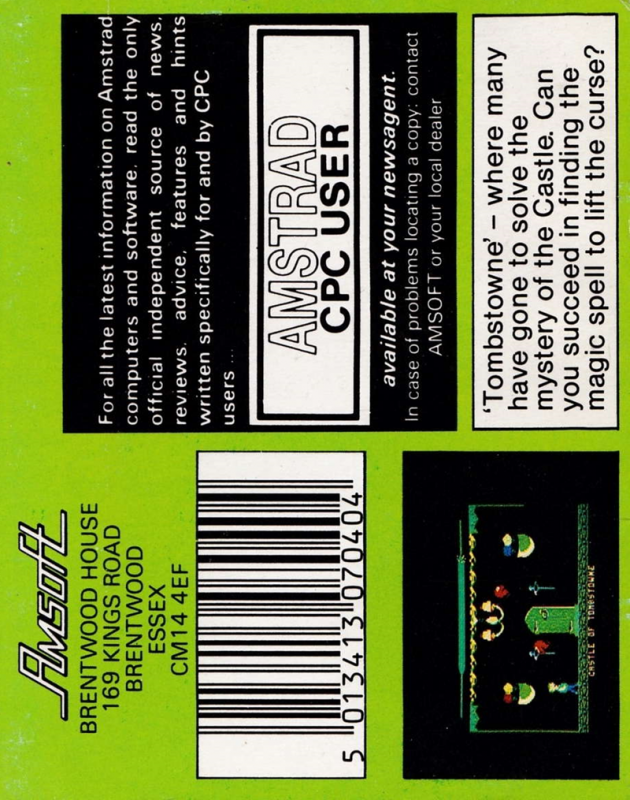 Amsoft
BRENTWOOD HOUSE
169 KINGS ROAD
BRENTWOOD
ESSEX
CM14 4EF
For all the latest information on Amstrad
computers and software, read the only
official independent source of news,
reviews, advice, features and hints
written specifically for and by CPC
users ...
AMSTRAD
CPC USER
available at your newsagent.
In case of problems locating a copy: contact
AMSOFT or your local dealer
5 013413 070404
'Tombstowne' – where many
have gone to solve the
mystery of the Castle. Can
you succeed in finding the
magic spell to lift the curse?
CASTLE OF TOMBSTOWNE